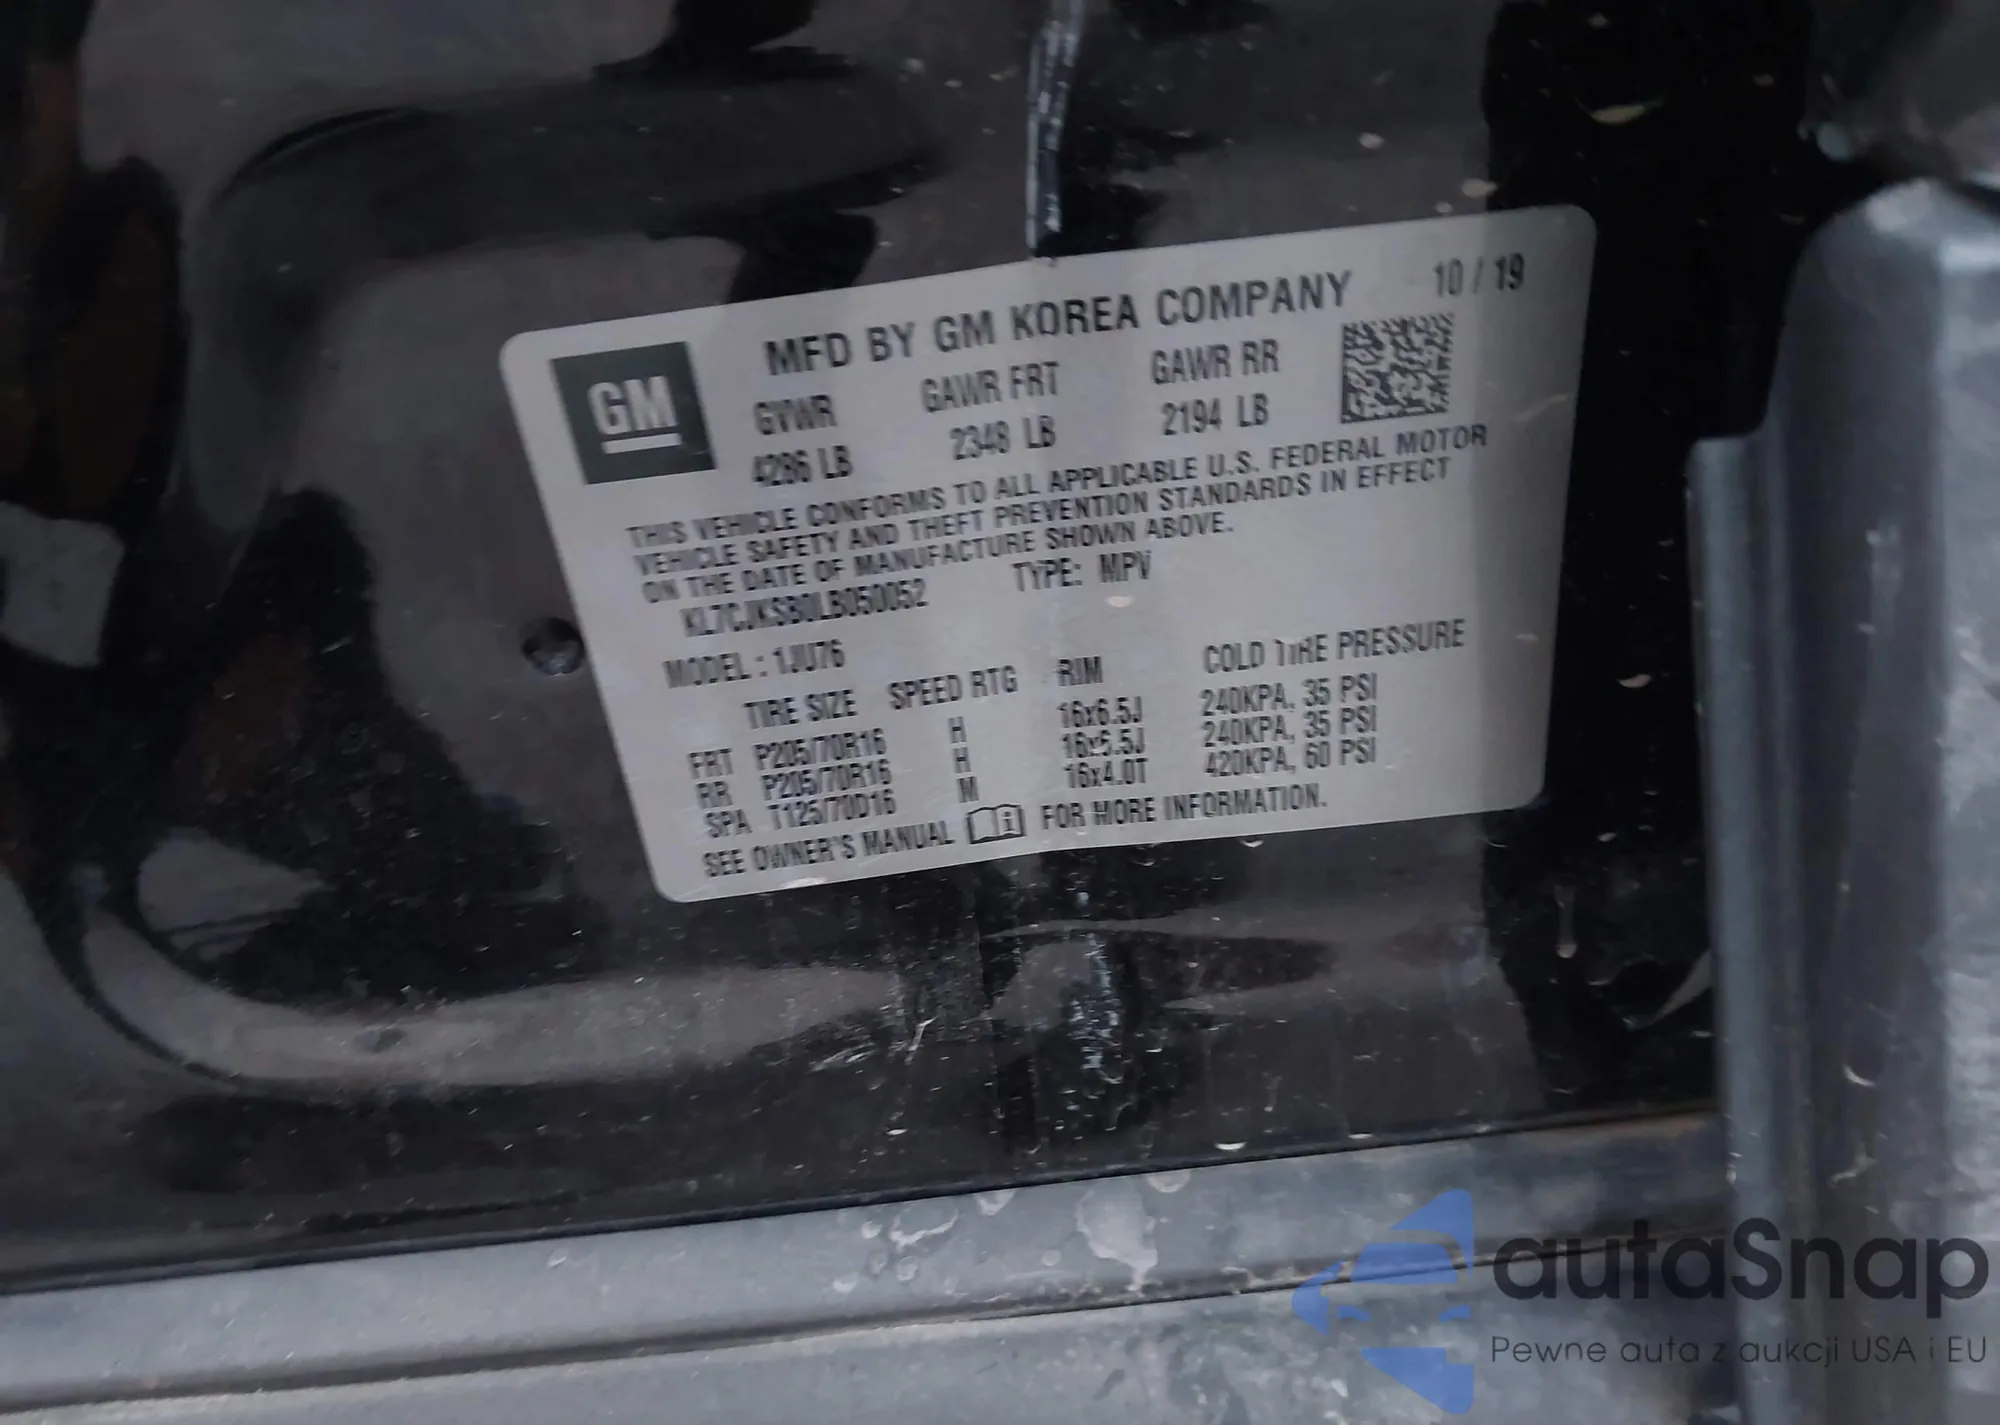 MFD BY GM KOREA COMPANY 10 / 19
GM
GVWR GAWR FRT GAWR RR
4286 LB 2348 LB 2194 LB
THIS VEHICLE CONFORMS TO ALL APPLICABLE U.S. FEDERAL MOTOR
VEHICLE SAFETY AND THEFT PREVENTION STANDARDS IN EFFECT
ON THE DATE OF MANUFACTURE SHOWN ABOVE.
KL7CJKSB0LB050052 TYPE: MPV
MODEL : 1JU76
TIRE SIZE SPEED RTG RIM COLD TIRE PRESSURE
FRT P205/70R16 H 16x6.5J 240KPA, 35 PSI
RR P205/70R16 H 16x6.5J 240KPA, 35 PSI
SPA T125/70D16 M 16x4.0T 420KPA, 60 PSI
SEE OWNER'S MANUAL FOR MORE INFORMATION.
autaSnap
Pewne auta z aukcji USA i EU